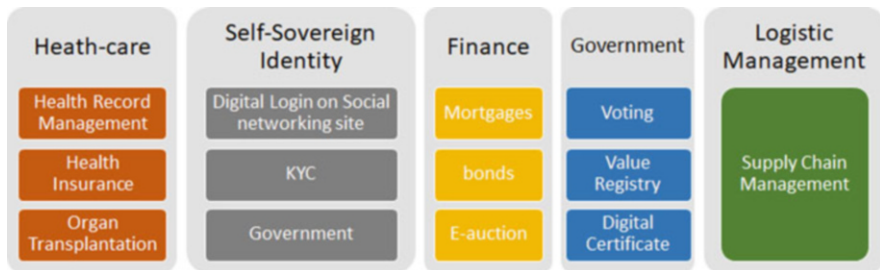 Heath-care
Health Record
Management
Health
Insurance
Organ
Transplantation
Self-Sovereign
Identity
Digital Login on Social
networking site
KYC
Government
Finance
Mortgages
bonds
E-auction
Government
Voting
Value
Registry
Digital
Certificate
Logistic
Management
Supply Chain
Management